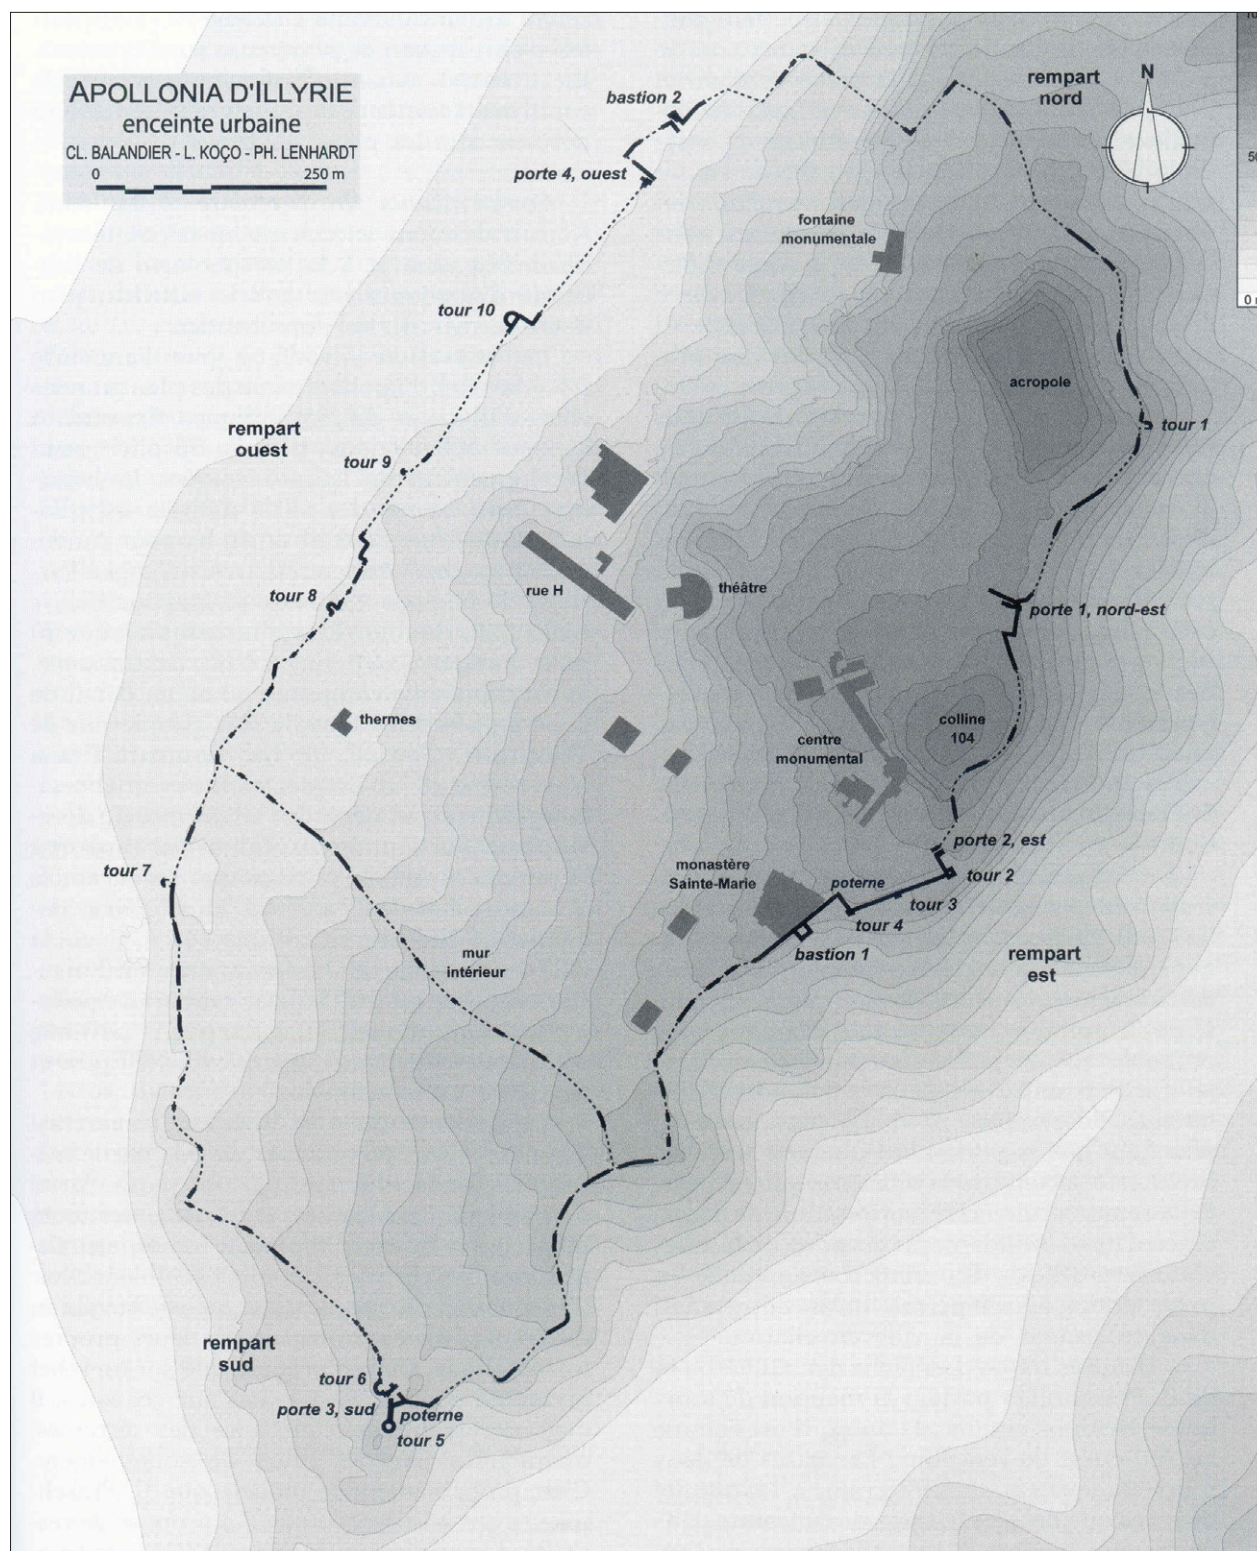 APOLLONIA D'ILLYRIE
enceinte urbaine
CL. BALANDIER - L. KOÇO - PH. LENHARDT
0 250 m
rempart
nord
N
bastion 2
porte 4, ouest
fontaine
monumentale
tour 10
acropole
tour 1
rempart
ouest
tour 9
rue H
théâtre
tour 8
porte 1, nord-est
thermes
colline
104
centre
monumental
porte 2, est
tour 7
monastère
Sainte-Marie
poterne
tour 2
tour 3
tour 4
bastion 1
mur
intérieur
rempart
est
rempart
sud
tour 6
porte 3, sud
poterne
tour 5